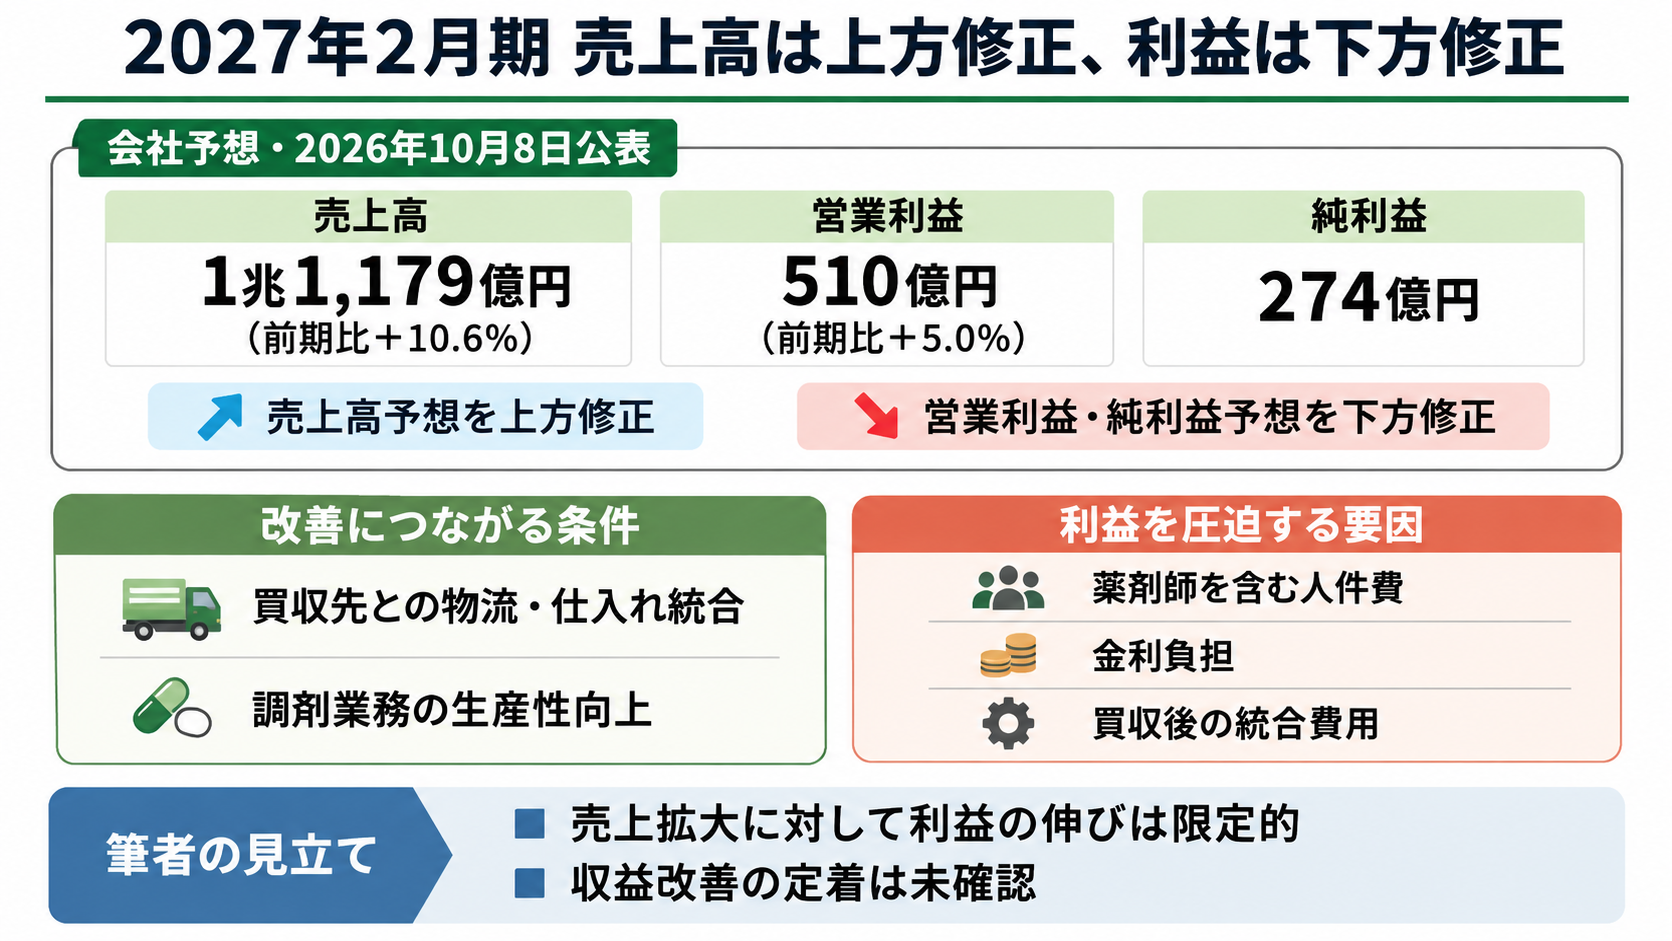 2027年2月期 売上高は上方修正、利益は下方修正
会社予想・2026年10月8日公表
売上高
1兆1,179億円
（前期比＋10.6%）
営業利益
510億円
（前期比＋5.0%）
純利益
274億円
売上高予想を上方修正
営業利益・純利益予想を下方修正
改善につながる条件
買収先との物流・仕入れ統合
調剤業務の生産性向上
利益を圧迫する要因
薬剤師を含む人件費
金利負担
買収後の統合費用
筆者の見立て
■ 売上拡大に対して利益の伸びは限定的
■ 収益改善の定着は未確認